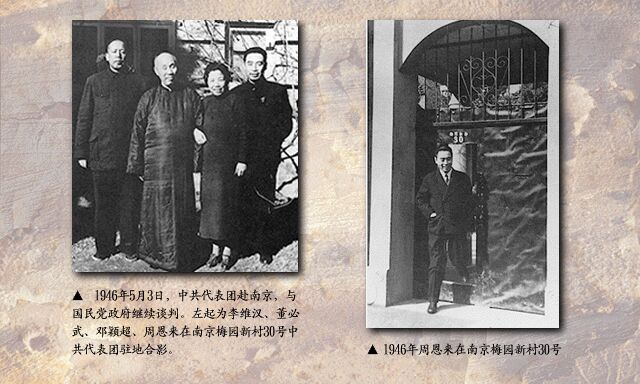 30
▲ 1946年5月3日，中共代表团赴南京，与
国民党政府继续谈判。左起为李维汉、董必
武、邓颖超、周恩来在南京梅园新村30号中
共代表团驻地合影。
▲ 1946年周恩来在南京梅园新村30号